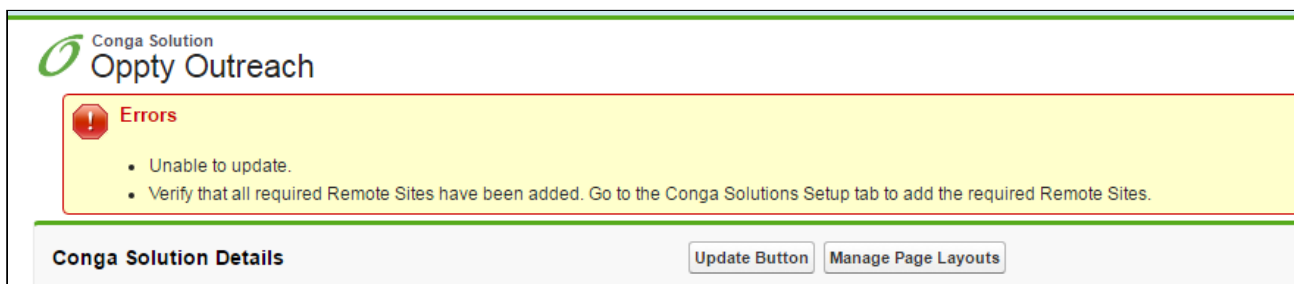 Conga Solution
Oppty Outreach
Errors
Unable to update.
Verify that all required Remote Sites have been added. Go to the Conga Solutions Setup tab to add the required Remote Sites.
Conga Solution Details
Update Button
Manage Page Layouts